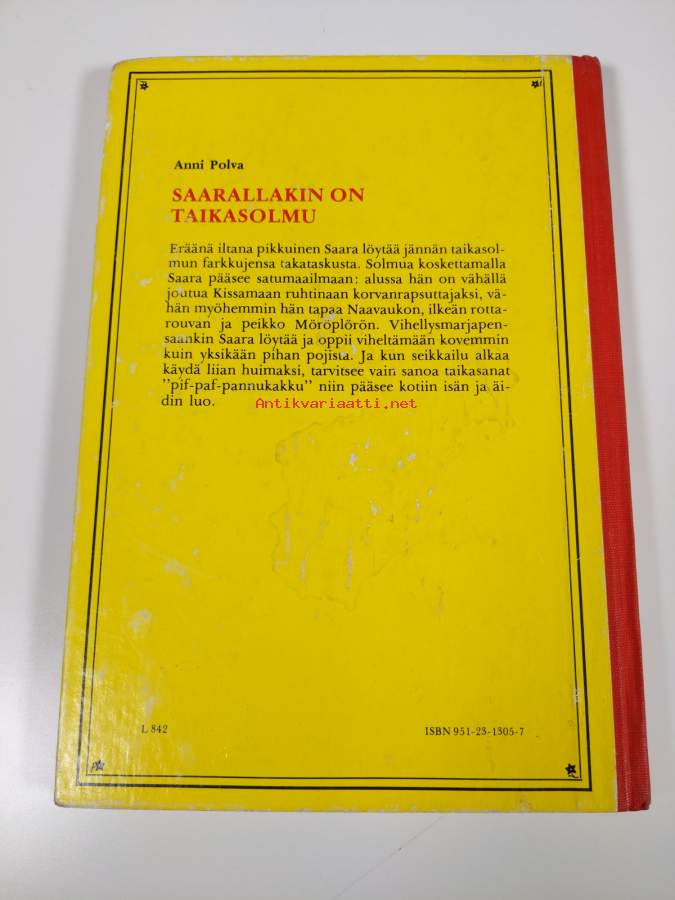 Anni Polva
SAARALLAKIN ON
TAIKASOLMU
Eräänä iltana pikkuinen Saara löytää jännän taikasol-
mun farkkujensa takataskusta. Solmua koskettamalla
Saara pääsee satumaailmaan: alussa hän on vähällä
joutua Kissamaan ruhtinaan korvanrapsuttajaksi, vä-
hän myöhemmin hän tapaa Naavaukon, ilkeän rotta-
rouvan ja peikko Möröplörön. Vihellysmarjapen-
saankin Saara löytää ja oppii viheltämään kovemmin
kuin yksikään pihan pojista. Ja kun seikkailu alkaa
käydä liian huimaksi, tarvitsee vain sanoa taikasanat
"pif-paf-pannukakku" niin pääsee kotiin isän ja äi-
din luo.
Antikvariaatti.net
L 842
ISBN 951-23-1305-7